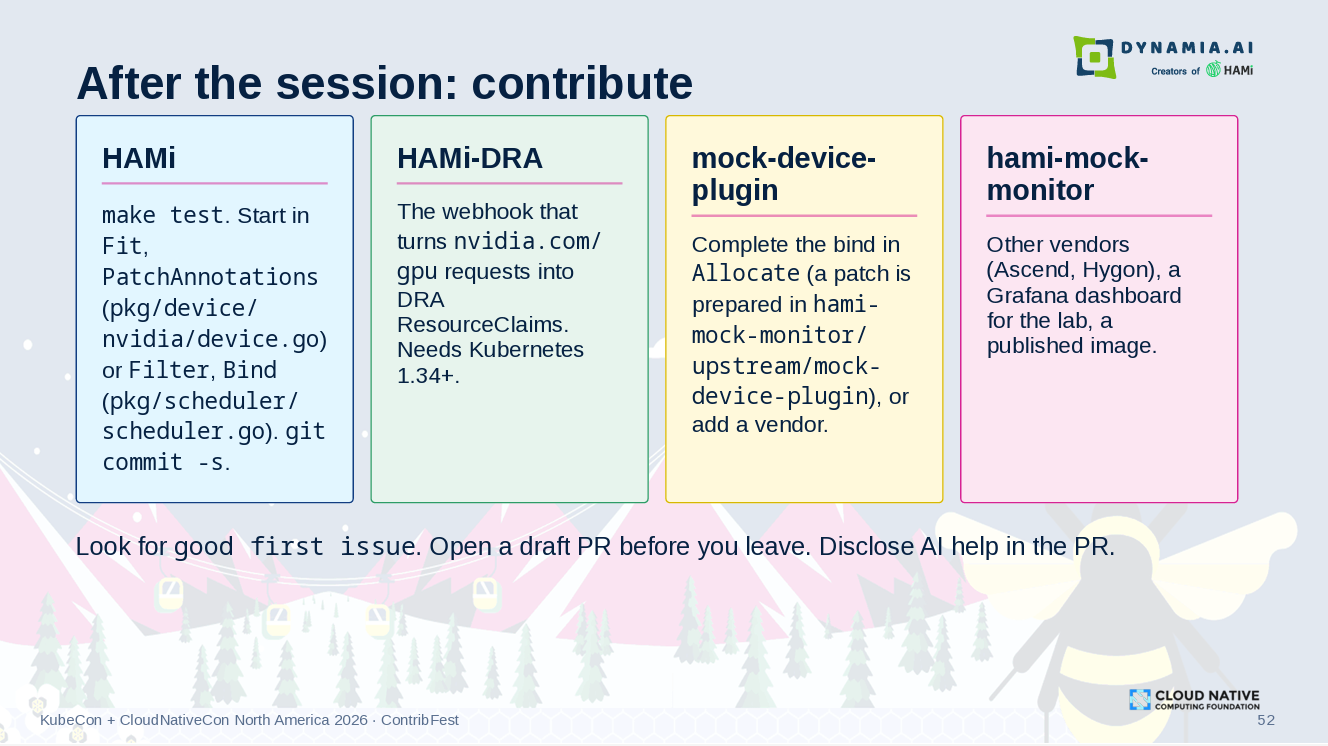 DYNAMIA.AI
Creators of HAMi
After the session: contribute
HAMi
make test. Start in
Fit,
PatchAnnotations
(pkg/device/
nvidia/device.go)
or Filter, Bind
(pkg/scheduler/
scheduler.go). git
commit -s.
HAMi-DRA
The webhook that
turns nvidia.com/
gpu requests into
DRA
ResourceClaims.
Needs Kubernetes
1.34+.
mock-device-
plugin
Complete the bind in
Allocate (a patch is
prepared in hami-
mock-monitor/
upstream/mock-
device-plugin), or
add a vendor.
hami-mock-
monitor
Other vendors
(Ascend, Hygon), a
Grafana dashboard
for the lab, a
published image.
Look for good first issue. Open a draft PR before you leave. Disclose AI help in the PR.
CLOUD NATIVE
COMPUTING FOUNDATION
KubeCon + CloudNativeCon North America 2026 · ContribFest
52